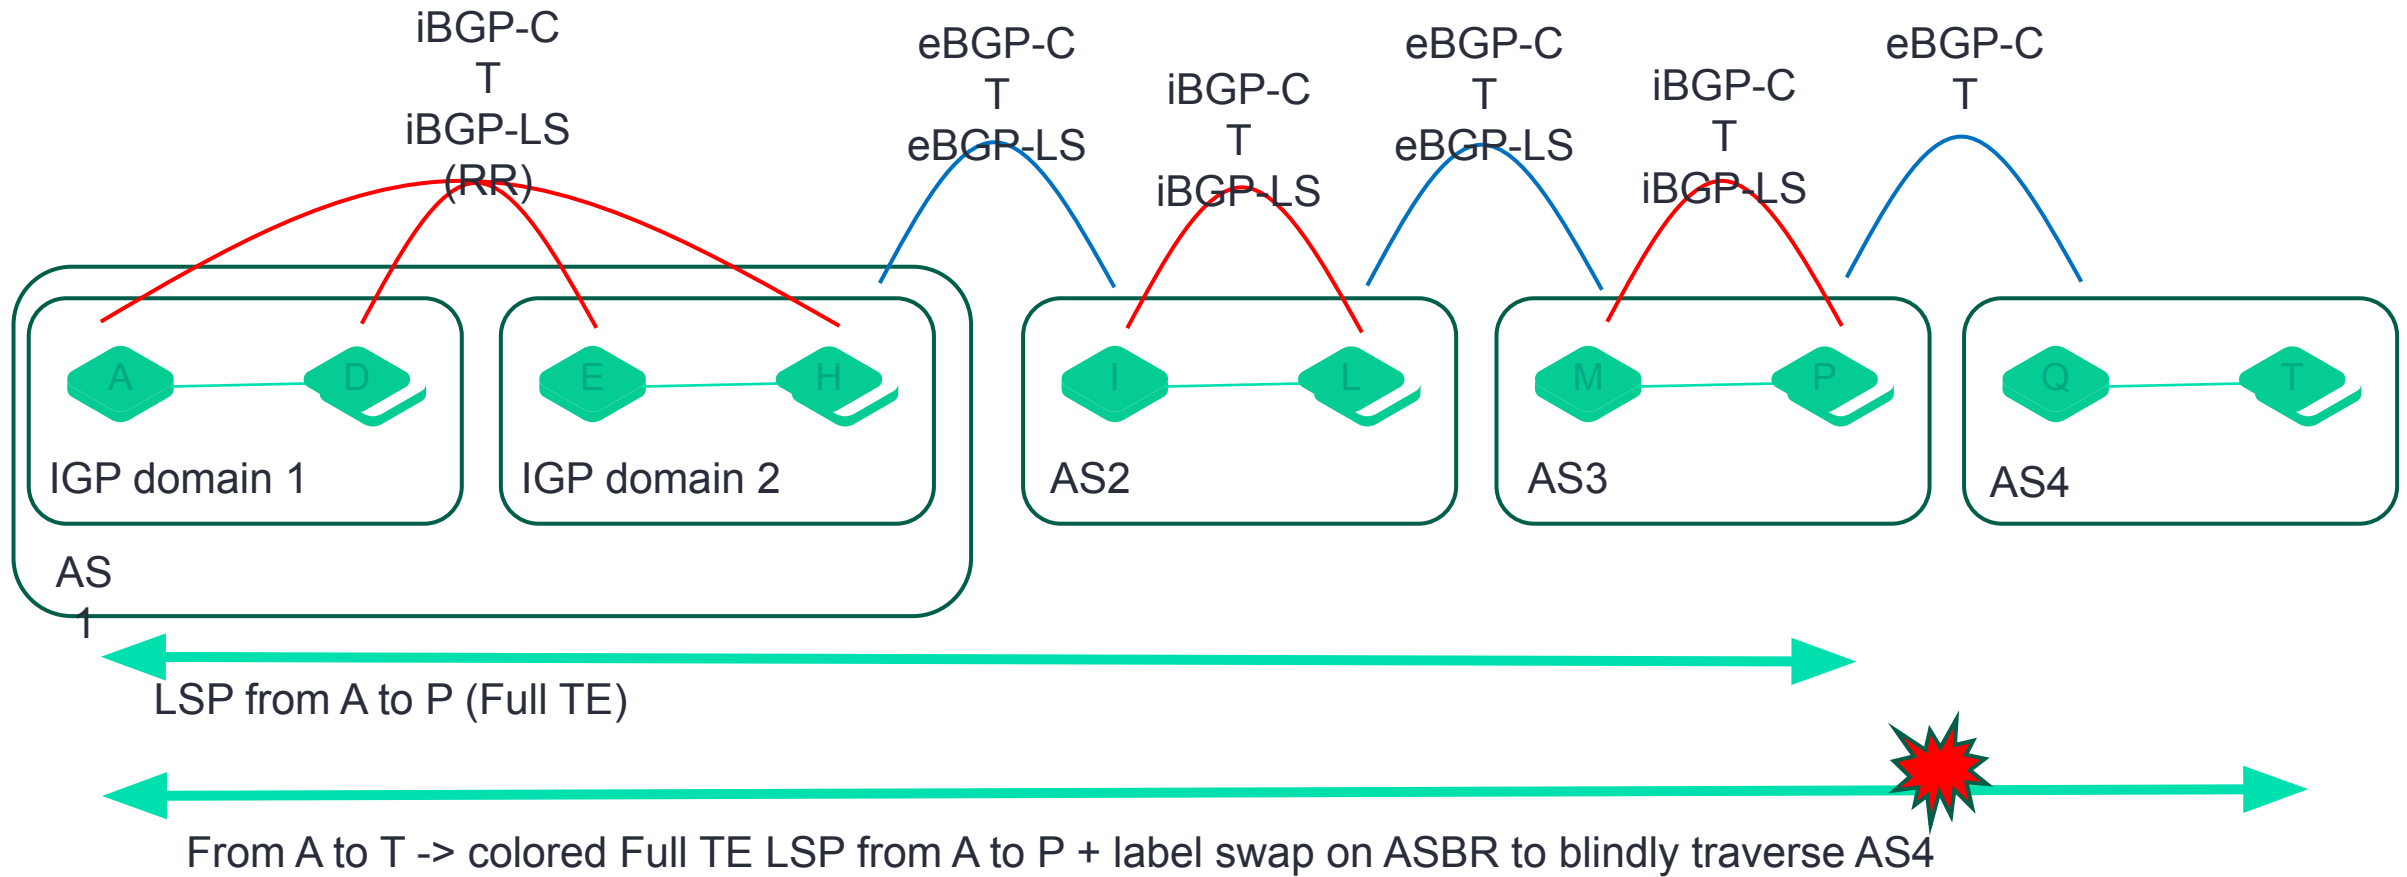 iBGP-C
T
iBGP-LS
(RR)
eBGP-C
T
eBGP-LS
iBGP-C
T
iBGP-LS
eBGP-C
T
eBGP-LS
iBGP-C
T
iBGP-LS
eBGP-C
T
A
D
E
H
I
L
M
P
Q
T
IGP domain 1
IGP domain 2
AS2
AS3
AS4
AS
1
LSP from A to P (Full TE)
From A to T -> colored Full TE LSP from A to P + label swap on ASBR to blindly traverse AS4